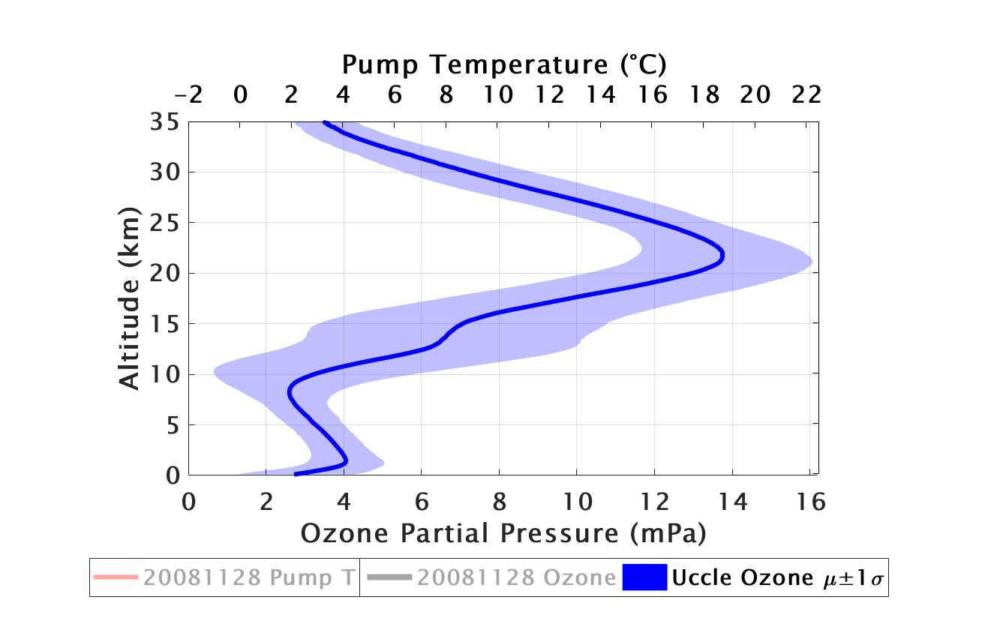 Pump Temperature (°C)
−2 0 2 4 6 8 10 12 14 16 18 20 22
35
30
25
20
15
10
5
0
Altitude (km)
0 2 4 6 8 10 12 14 16
Ozone Partial Pressure (mPa)
20081128 Pump T 20081128 Ozone Uccle Ozone μ±1σ